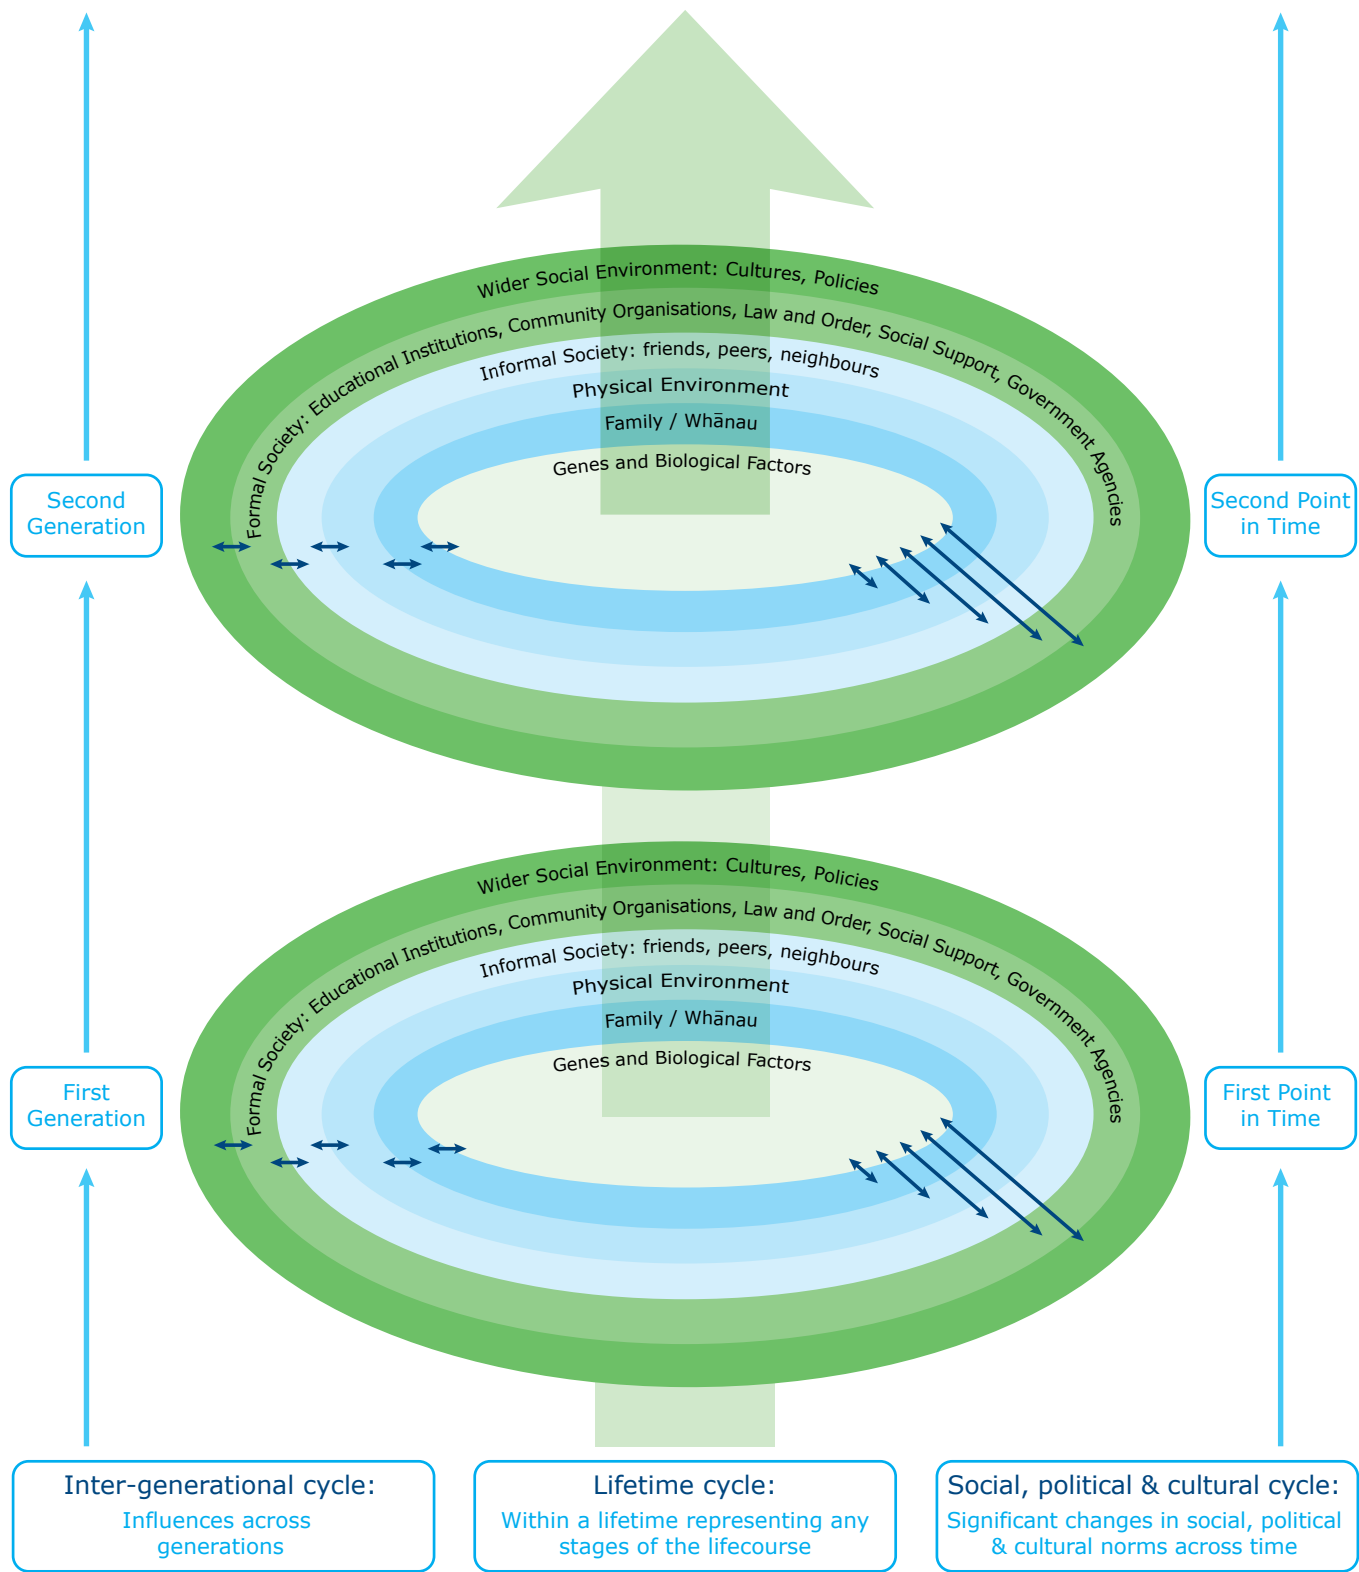 Wider Social Environment: Cultures, Policies
Formal Society: Educational Institutions, Community Organisations, Law and Order, Social Support, Government Agencies
Informal Society: friends, peers, neighbours
Physical Environment
Family / Whānau
Genes and Biological Factors
Second
Generation
Second Point
in Time
Wider Social Environment: Cultures, Policies
Formal Society: Educational Institutions, Community Organisations, Law and Order, Social Support, Government Agencies
Informal Society: friends, peers, neighbours
Physical Environment
Family / Whānau
Genes and Biological Factors
First
Generation
First Point
in Time
Inter-generational cycle:
Influences across
generations
Lifetime cycle:
Within a lifetime representing any
stages of the lifecourse
Social, political & cultural cycle:
Significant changes in social, political
& cultural norms across time